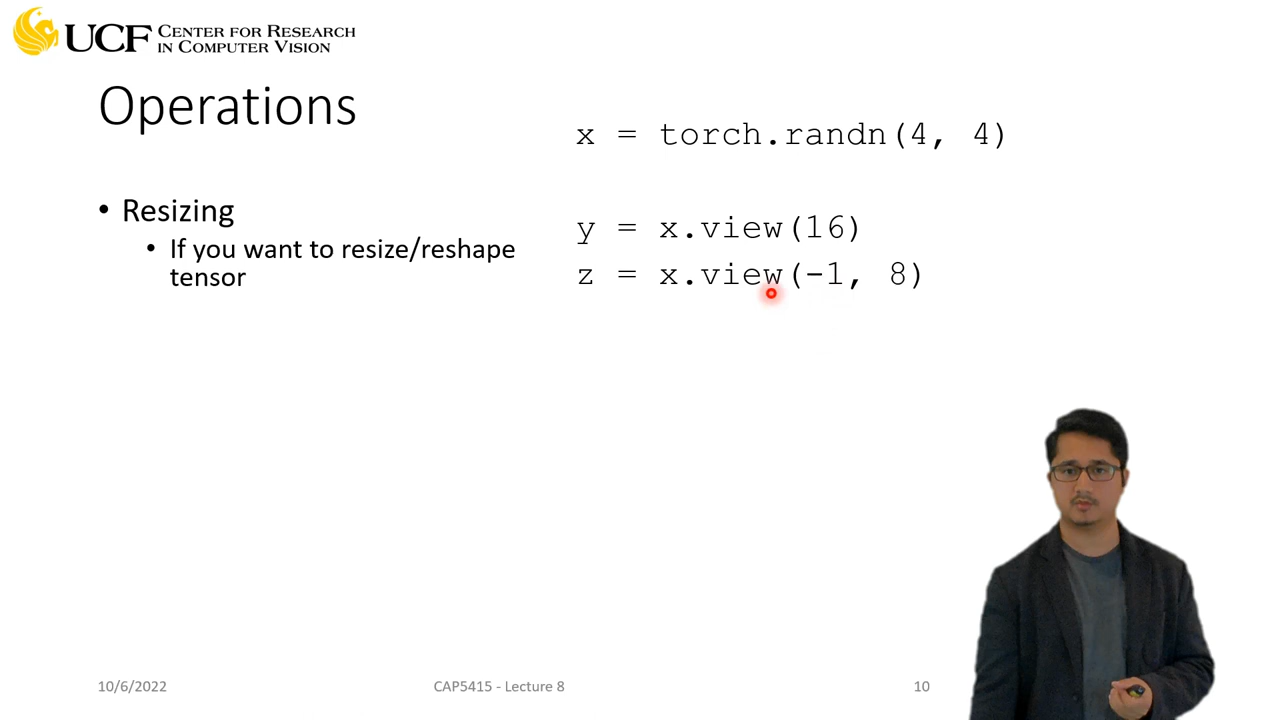 UCF CENTER FOR RESEARCH
IN COMPUTER VISION
Operations
x = torch.randn(4, 4)
• Resizing
• If you want to resize/reshape
tensor
y = x.view(16)
z = x.view(-1, 8)
10/6/2022
CAP5415 - Lecture 8
10